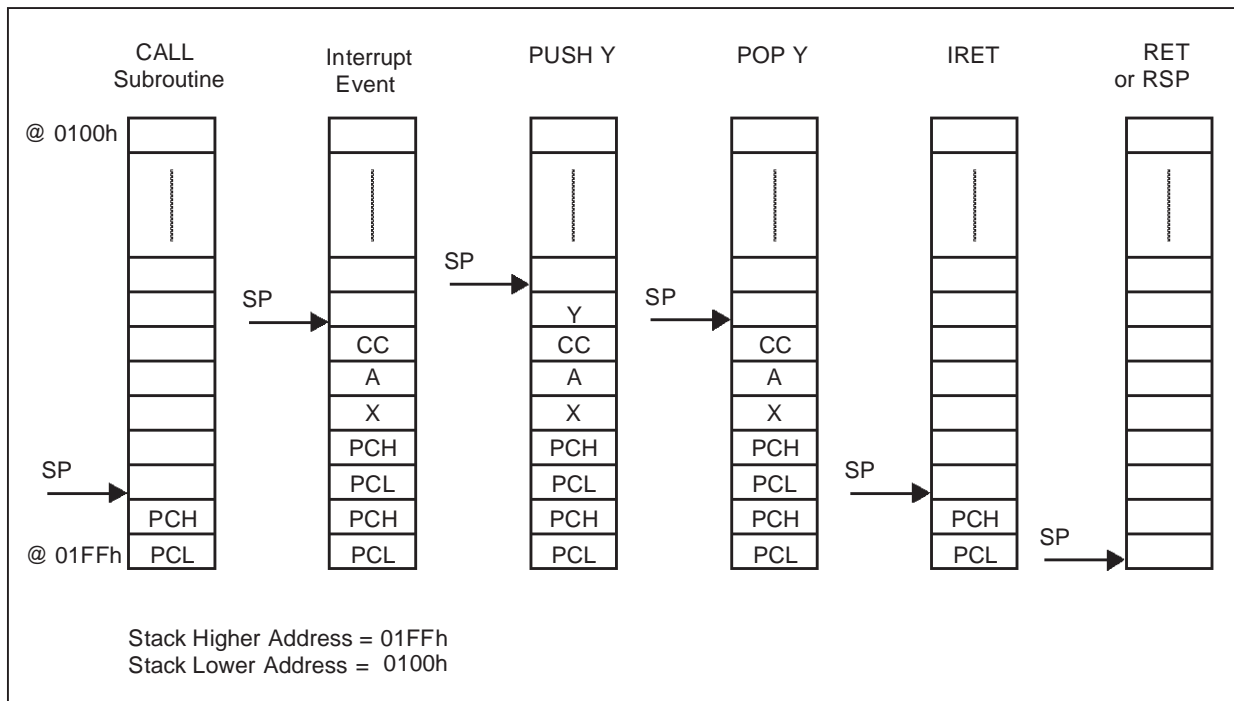 CALL
Subroutine
Interrupt
Event
PUSH Y
POP Y
IRET
RET
or RSP
@ 0100h
SP
PCH
@ 01FFh
PCL
SP
CC
A
X
PCH
PCL
PCH
PCL
SP
Y
CC
A
X
PCH
PCL
PCH
PCL
SP
CC
A
X
PCH
PCL
PCH
PCL
SP
PCH
PCL
SP
Stack Higher Address = 01FFh
Stack Lower Address = 0100h